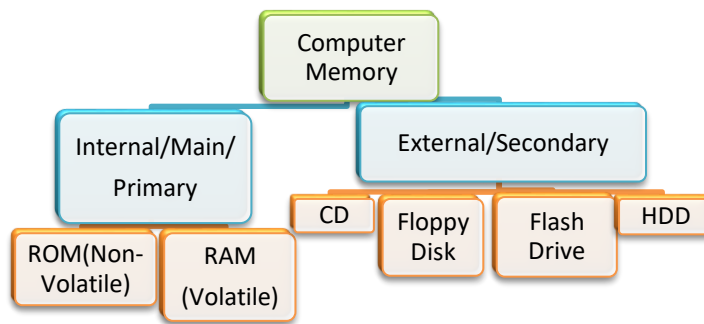 Computer
Memory
Internal/Main/
Primary
External/Secondary
ROM(Non-
Volatile)
RAM
(Volatile)
CD
Floppy
Disk
Flash
Drive
HDD